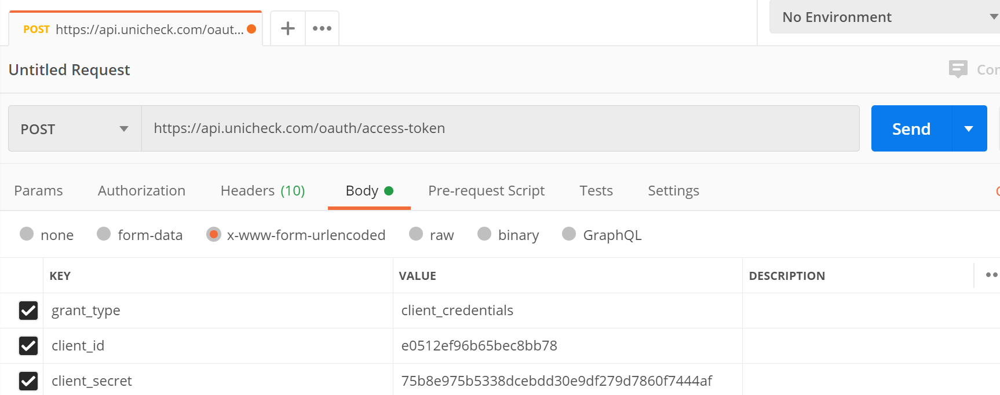 POST https://api.unicheck.com/oaut...
No Environment
Untitled Request
POST https://api.unicheck.com/oauth/access-token Send
Params Authorization Headers (10) Body Pre-request Script Tests Settings
none form-data x-www-form-urlencoded raw binary GraphQL
KEY VALUE DESCRIPTION
grant_type client_credentials
client_id e0512ef96b65bec8bb78
client_secret 75b8e975b5338dcebdd30e9df279d7860f7444af